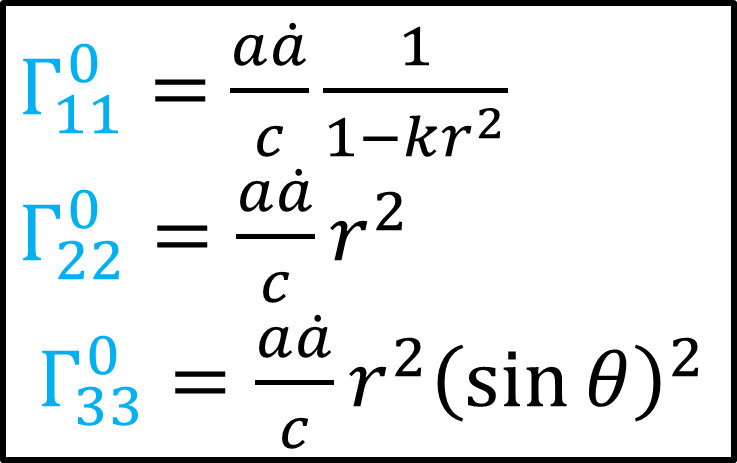 Γ⁰₁₁ = (aȧ/c) (1/(1−kr²))
Γ⁰₂₂ = (aȧ/c) r²
Γ⁰₃₃ = (aȧ/c) r²(sin θ)²